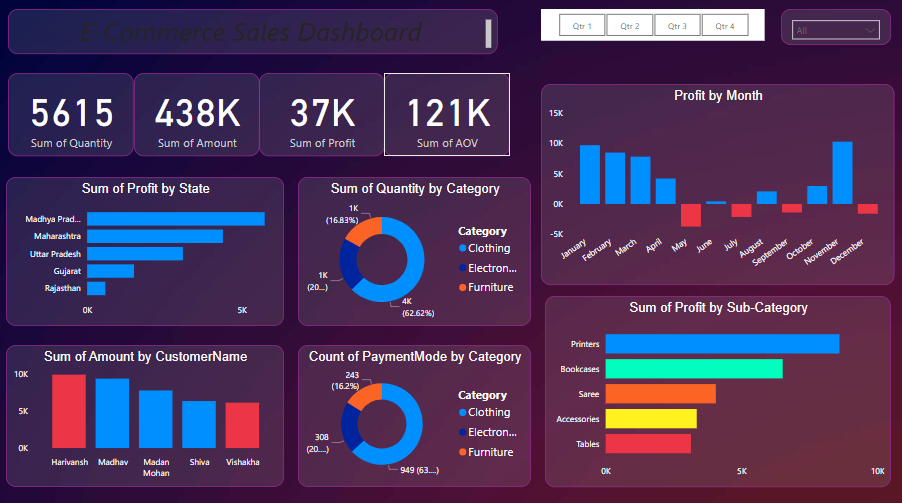 E Commerce Sales Dashboard
Qtr 1 Qtr 2 Qtr 3 Qtr 4
All
5615
Sum of Quantity
438K
Sum of Amount
37K
Sum of Profit
121K
Sum of AOV
Profit by Month
15K
10K
5K
0K
-5K
January February March April May June July August September October November December
Sum of Profit by State
Madhya Prad...
Maharashtra
Uttar Pradesh
Gujarat
Rajasthan
0K 5K
Sum of Quantity by Category
1K
(16.83%)
1K
(20....)
4K
(62.62%)
Category
Clothing
Electron...
Furniture
Sum of Profit by Sub-Category
Printers
Bookcases
Saree
Accessories
Tables
0K 5K 10K
Sum of Amount by CustomerName
10K
5K
0K
Harivansh Madhav Madan Shiva Vishakha
Mohan
Count of PaymentMode by Category
243
(16.2%)
308
(20....)
949 (63....)
Category
Clothing
Electron...
Furniture